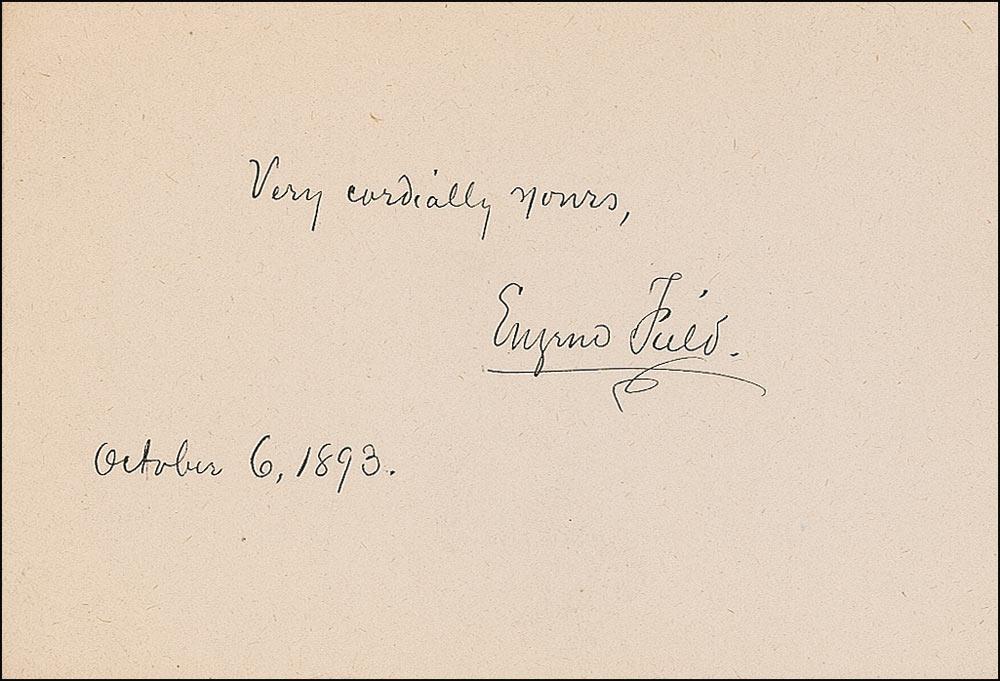 Very cordially yours,
Eugene Field.
October 6, 1893.